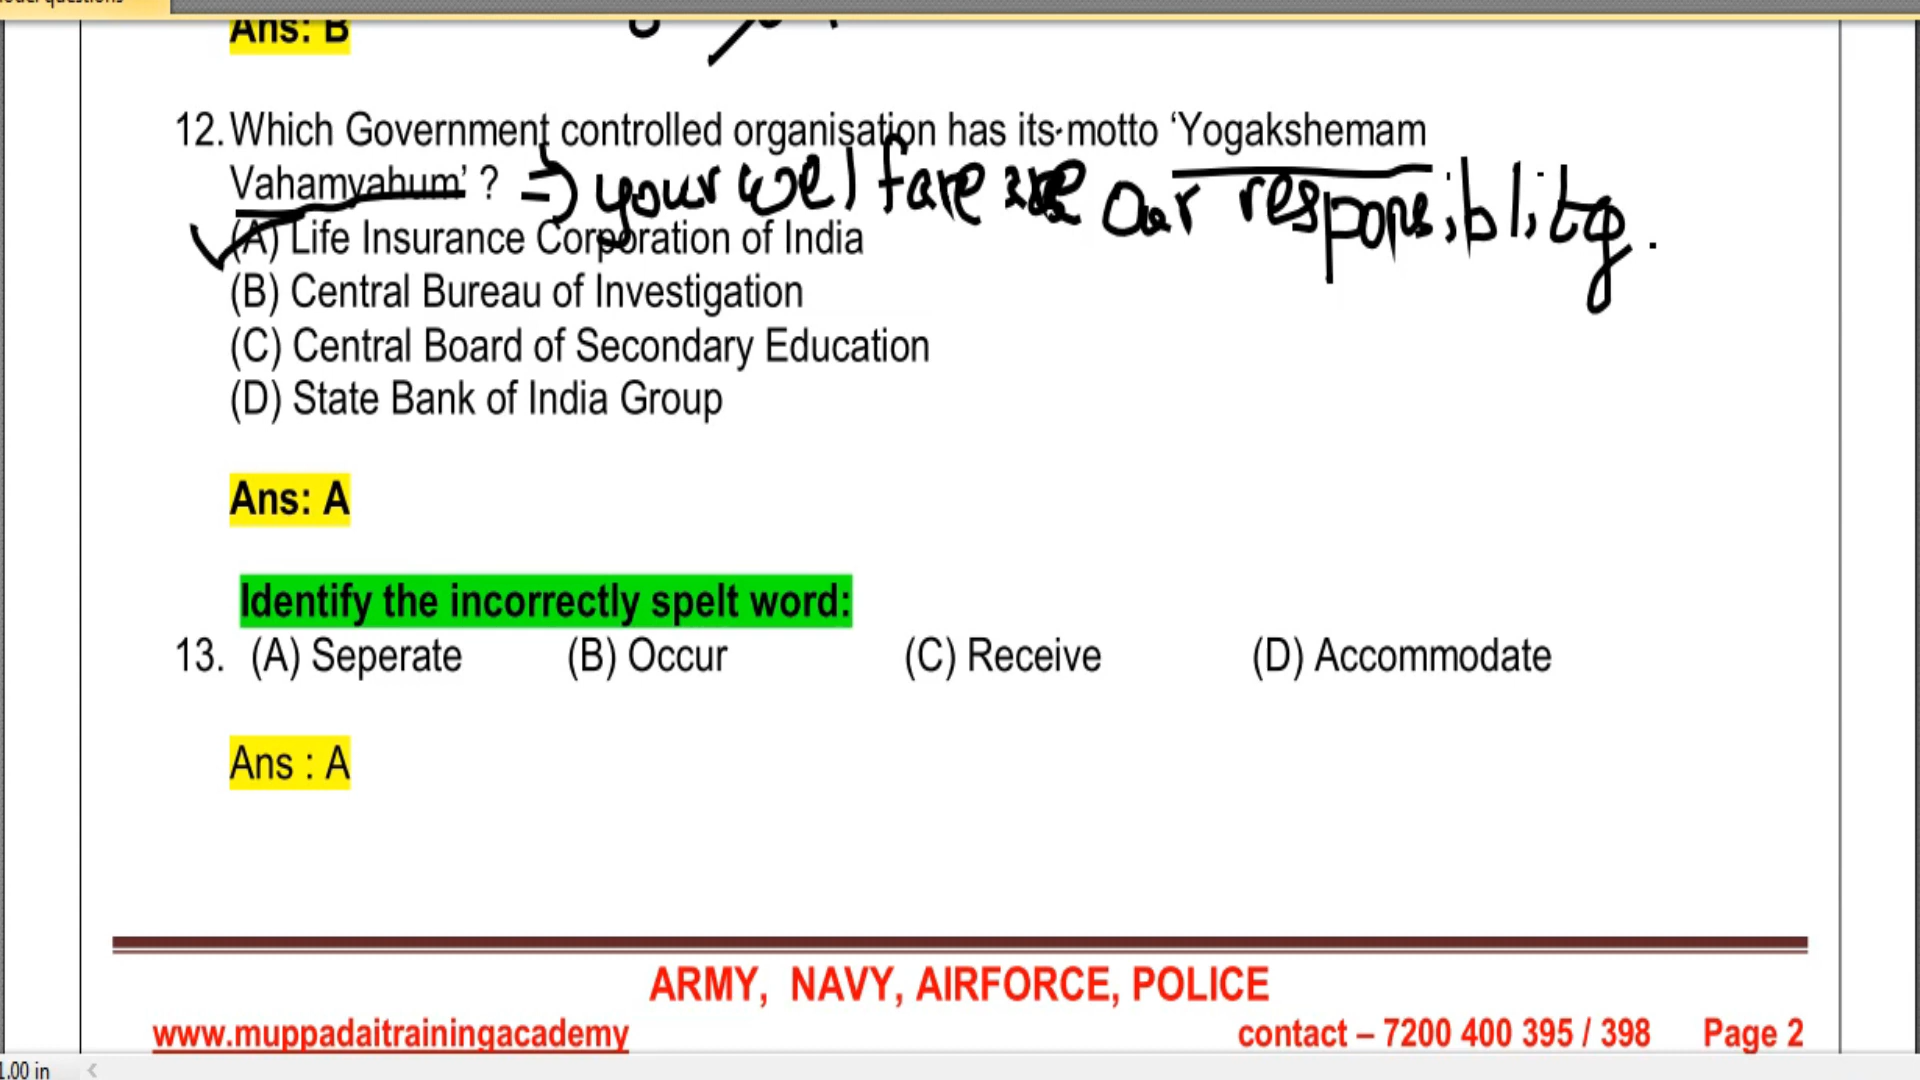 Ans: B
12. Which Government controlled organisation has its motto ‘Yogakshemam
Vahamyahum’ ? ⇒ your welfare are our responsiblity.
(A) Life Insurance Corporation of India
(B) Central Bureau of Investigation
(C) Central Board of Secondary Education
(D) State Bank of India Group
Ans: A
Identify the incorrectly spelt word:
13. (A) Seperate (B) Occur (C) Receive (D) Accommodate
Ans : A
ARMY, NAVY, AIRFORCE, POLICE
www.muppadaitrainingacademy contact – 7200 400 395 / 398 Page 2
1.00 in